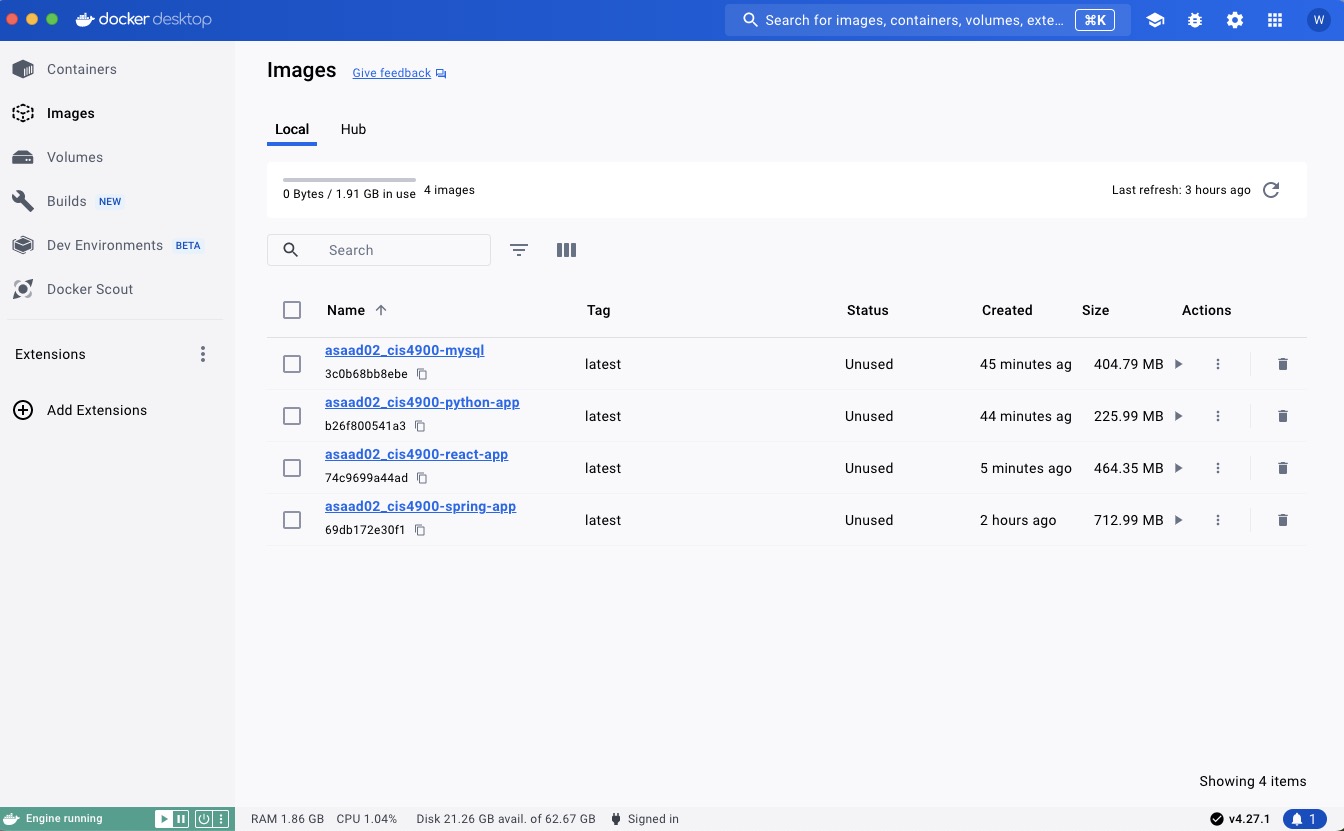 docker desktop
Search for images, containers, volumes, exte... ⌘K
W
Containers
Images
Volumes
Builds NEW
Dev Environments BETA
Docker Scout
Extensions
Add Extensions
Images Give feedback
Local Hub
0 Bytes / 1.91 GB in use 4 images
Last refresh: 3 hours ago
Search
Name Tag Status Created Size Actions
asaad02_cis4900-mysql
3c0b68bb8ebe
latest Unused 45 minutes ag 404.79 MB
asaad02_cis4900-python-app
b26f800541a3
latest Unused 44 minutes ag 225.99 MB
asaad02_cis4900-react-app
74c9699a44ad
latest Unused 5 minutes ago 464.35 MB
asaad02_cis4900-spring-app
69db172e30f1
latest Unused 2 hours ago 712.99 MB
Showing 4 items
Engine running
RAM 1.86 GB CPU 1.04% Disk 21.26 GB avail. of 62.67 GB Signed in
v4.27.1 1